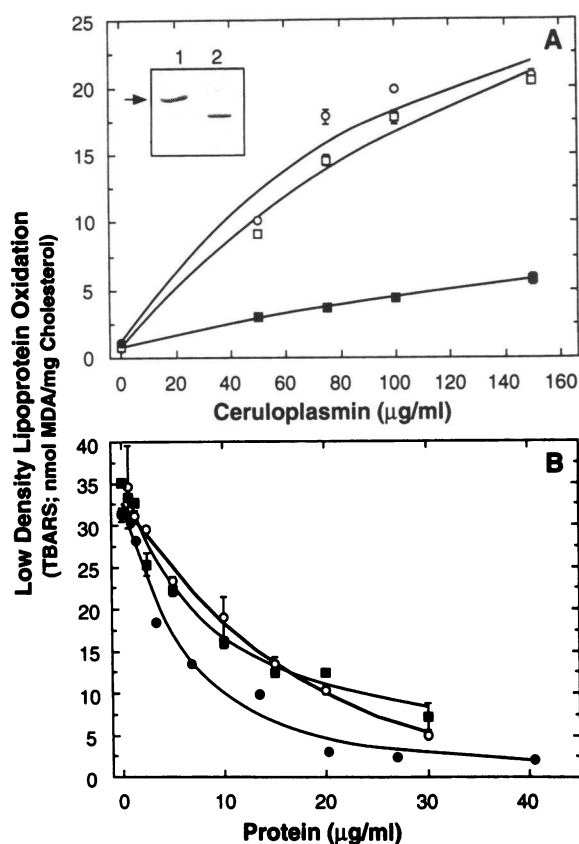 Low Density Lipoprotein Oxidation
(TBARS; nmol MDA/mg Cholesterol)
A
1 2
25
20
15
10
5
0
0 20 40 60 80 100 120 140 160
Ceruloplasmin (μg/ml)
B
40
35
30
25
20
15
10
5
0
0 10 20 30 40
Protein (μg/ml)